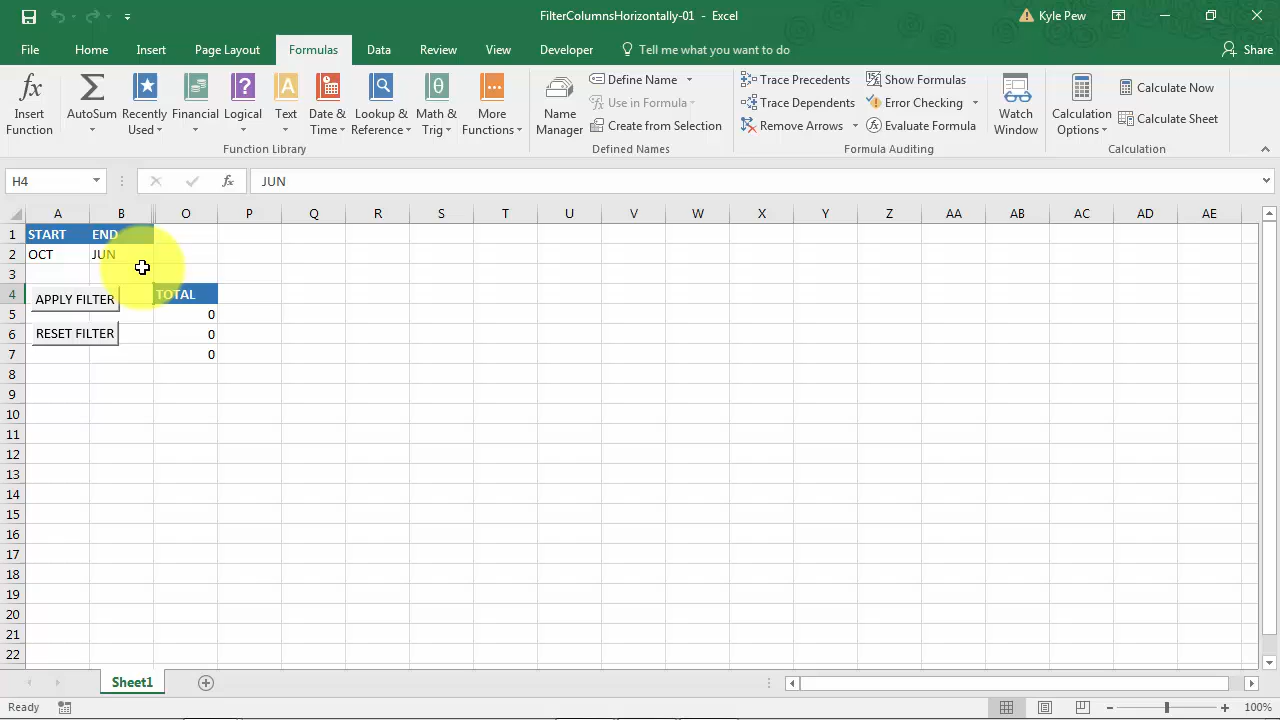 FilterColumnsHorizontally-01 - Excel
Kyle Pew
File Home Insert Page Layout Formulas Data Review View Developer Tell me what you want to do Share
Insert Function
AutoSum
Recently Used
Financial
Logical
Text
Date & Time
Lookup & Reference
Math & Trig
More Functions
Function Library
Name Manager
Define Name
Use in Formula
Create from Selection
Defined Names
Trace Precedents
Trace Dependents
Remove Arrows
Show Formulas
Error Checking
Evaluate Formula
Formula Auditing
Watch Window
Calculation Options
Calculate Now
Calculate Sheet
Calculation
H4 fx JUN
A B O P Q R S T U V W X Y Z AA AB AC AD AE
1 START END
2 OCT JUN
3
4 APPLY FILTER TOTAL
5 0
6 RESET FILTER 0
7 0
8
9
10
11
12
13
14
15
16
17
18
19
20
21
22
Sheet1
Ready 100%